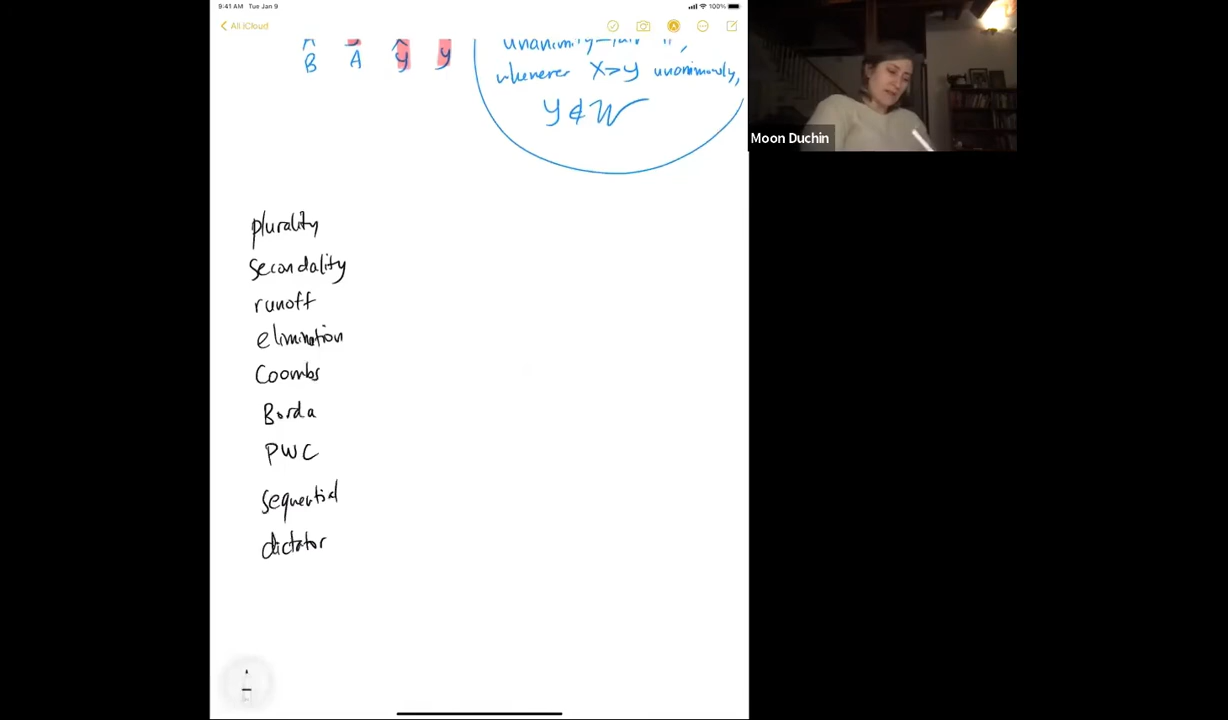 9:41 AM Tue Jan 9
100%
All iCloud
B A y y
whenever X>Y unanimously,
Y ∉ W
Moon Duchin
plurality
secondality
runoff
elimination
Coombs
Borda
PWC
sequential
dictator